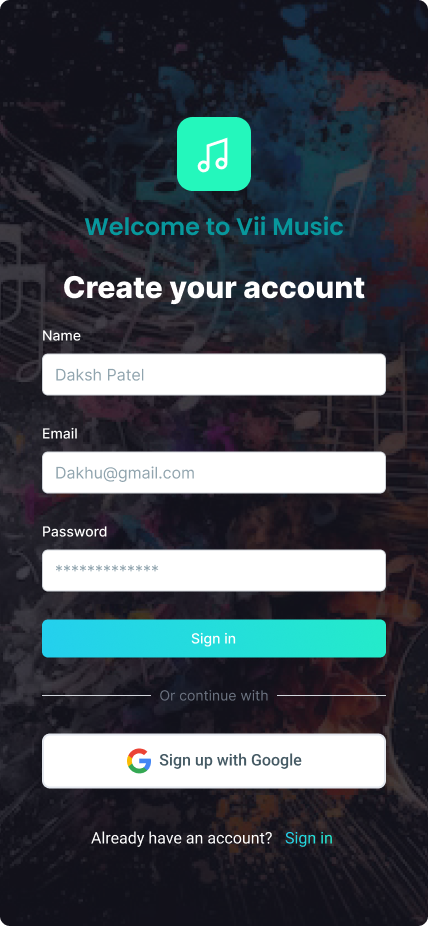 Welcome to Vii Music
Create your account
Name
Daksh Patel
Email
Dakhu@gmail.com
Password
*************
Sign in
Or continue with
Sign up with Google
Already have an account? Sign in